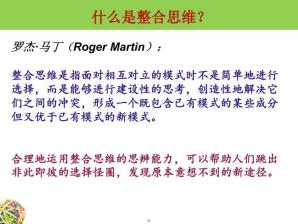 什么是整合思维?
罗杰·马丁（Roger Martin）：
整合思维是指面对相互对立的模式时不是简单地进行
选择，而是能够进行建设性的思考，创造性地解决它
们之间的冲突，形成一个既包含已有模式的某些成分
但又优于已有模式的新模式。
合理地运用整合思维的思辨能力，可以帮助人们跳出
非此即彼的选择怪圈，发现原本意想不到的新途径。